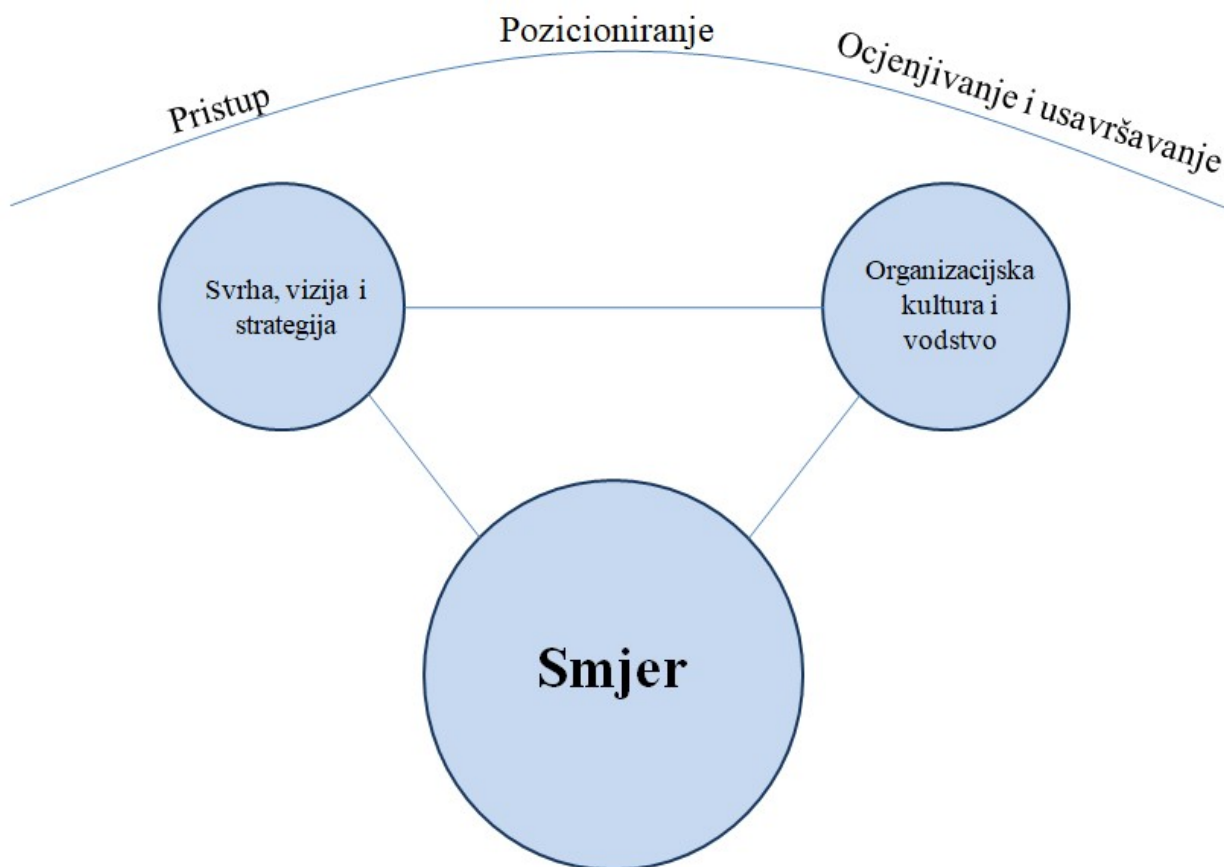 Pozicioniranje
Pristup
Ocjenjivanje i usavršavanje
Svrha, vizija i
strategija
Organizacijska
kultura i
vodstvo
Smjer